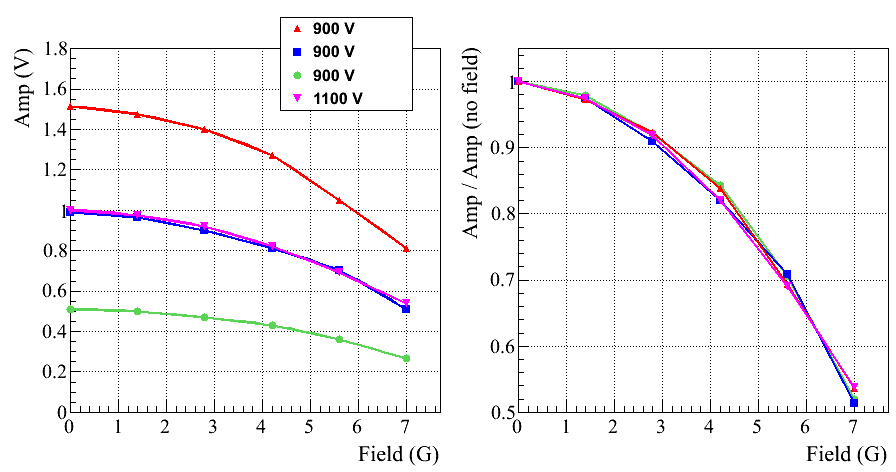 900 V
900 V
900 V
1100 V
Amp (V)
1.8
1.6
1.4
1.2
1
0.8
0.6
0.4
0.2
0
0 1 2 3 4 5 6 7
Field (G)
Amp / Amp (no field)
1
0.9
0.8
0.7
0.6
0.5
0 1 2 3 4 5 6 7
Field (G)